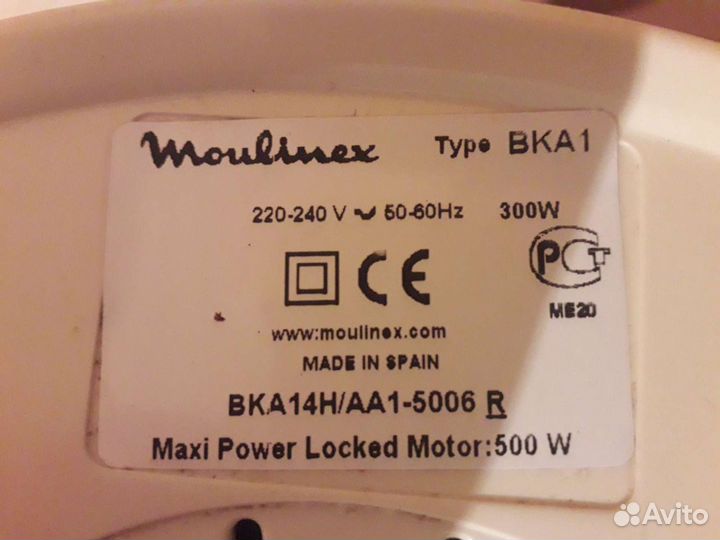 Moulinex Type BKA1
220-240 V ~ 50-60Hz 300W
CE PCT
ME20
www.moulinex.com
MADE IN SPAIN
BKA14H/AA1-5006 R
Maxi Power Locked Motor:500 W
Avito